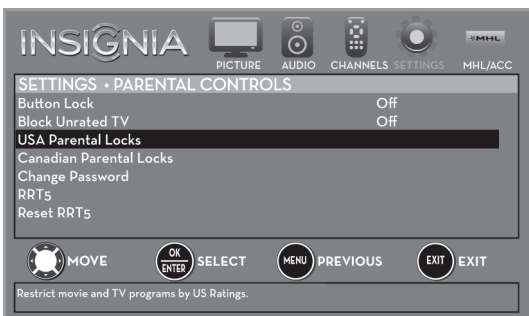 INSIGNIA
PICTURE AUDIO CHANNELS SETTINGS MHL/ACC
MHL
SETTINGS • PARENTAL CONTROLS
Button Lock Off
Block Unrated TV Off
USA Parental Locks
Canadian Parental Locks
Change Password
RRT5
Reset RRT5
MOVE OK ENTER SELECT MENU PREVIOUS EXIT EXIT
Restrict movie and TV programs by US Ratings.